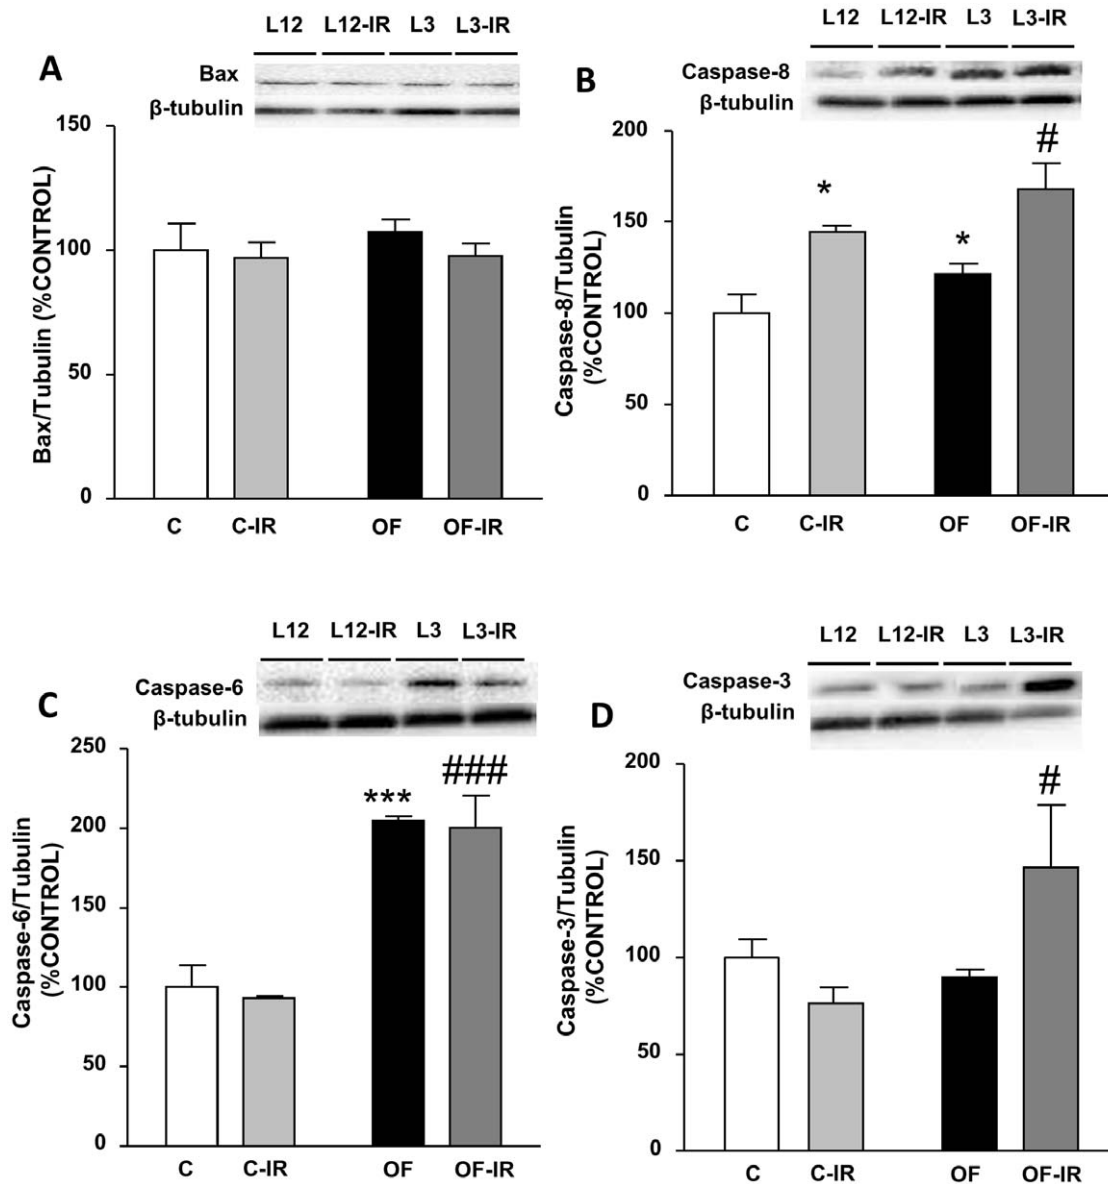 L12 L12-IR L3 L3-IR
A
Bax
β-tubulin
Bax/Tubulin (%CONTROL)
150
100
50
0
C C-IR OF OF-IR
L12 L12-IR L3 L3-IR
B
Caspase-8
β-tubulin
Caspase-8/Tubulin
(%CONTROL)
200
150
100
50
0
#
*
*
C C-IR OF OF-IR
L12 L12-IR L3 L3-IR
C
Caspase-6
β-tubulin
Caspase-6/Tubulin
(%CONTROL)
250
200
150
100
50
0
###
***
C C-IR OF OF-IR
L12 L12-IR L3 L3-IR
D
Caspase-3
β-tubulin
Caspase-3/Tubulin
(%CONTROL)
200
150
100
50
0
#
C C-IR OF OF-IR